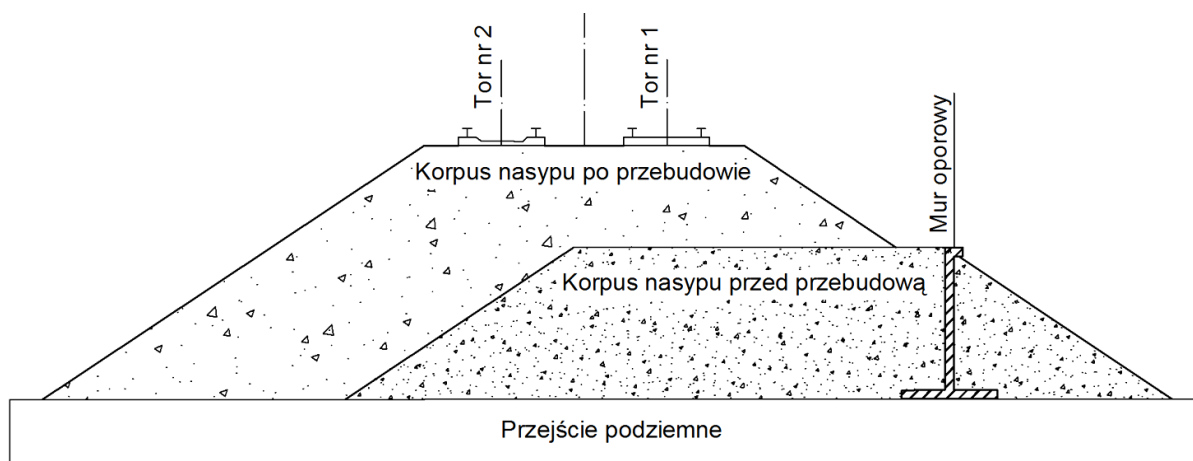 Tor nr 2
Tor nr 1
Korpus nasypu po przebudowie
Mur oporowy
Korpus nasypu przed przebudową
Przejście podziemne